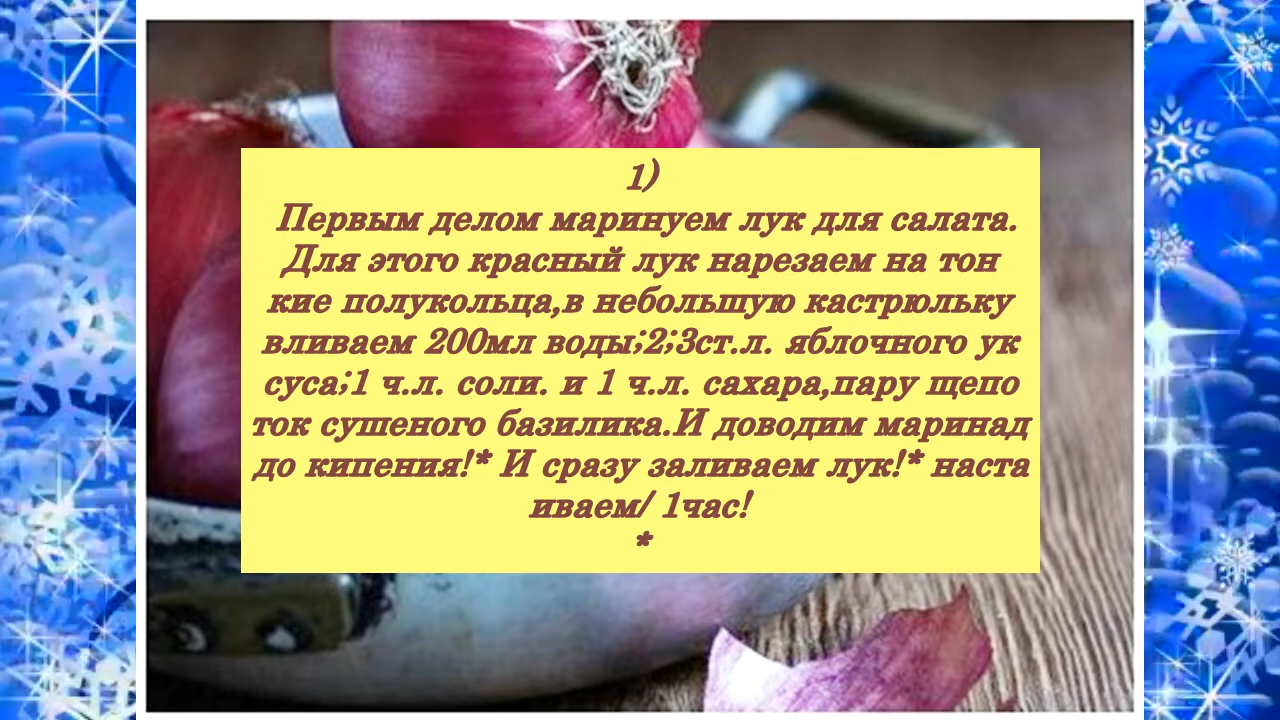 1)
Первым делом маринуем лук для салата.
Для этого красный лук нарезаем на тон
кие полукольца,в небольшую кастрюльку
вливаем 200мл воды;2;3ст.л. яблочного ук
суса;1 ч.л. соли. и 1 ч.л. сахара,пару щепо
ток сушеного базилика.И доводим маринад
до кипения!* И сразу заливаем лук!* наста
иваем/ 1час!
*